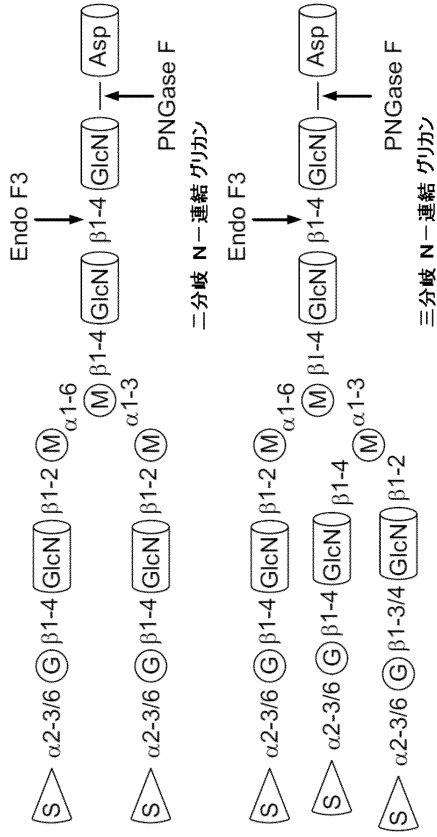 Endo F3
S α2-3/6 G β1-4 GlcN β1-2 M α1-6
M β1-4 GlcN β1-4 GlcN Asp
S α2-3/6 G β1-4 GlcN β1-2 M α1-3
PNGase F
二分岐 N－連結 グリカン
Endo F3
S α2-3/6 G β1-4 GlcN β1-2 M α1-6
M β1-4 GlcN β1-4 GlcN Asp
S α2-3/6 G β1-4 GlcN β1-4
M α1-3
S α2-3/6 G β1-3/4 GlcN β1-2
PNGase F
三分岐 N－連結 グリカン